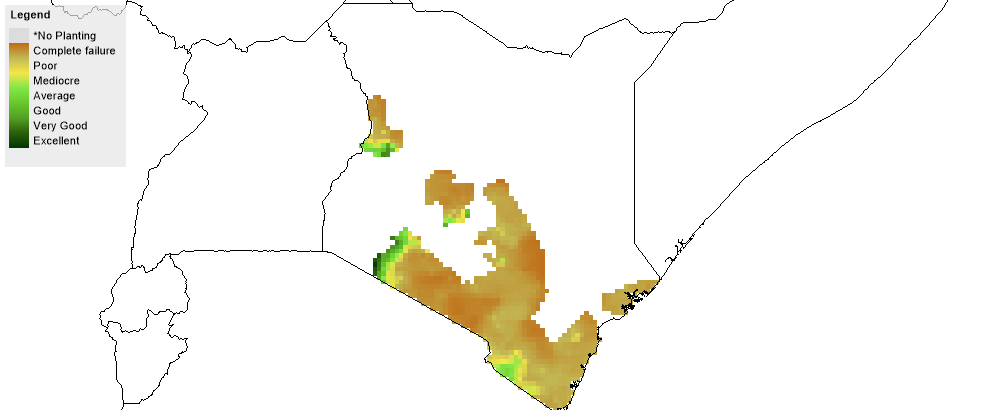 Legend
*No Planting
Complete failure
Poor
Mediocre
Average
Good
Very Good
Excellent